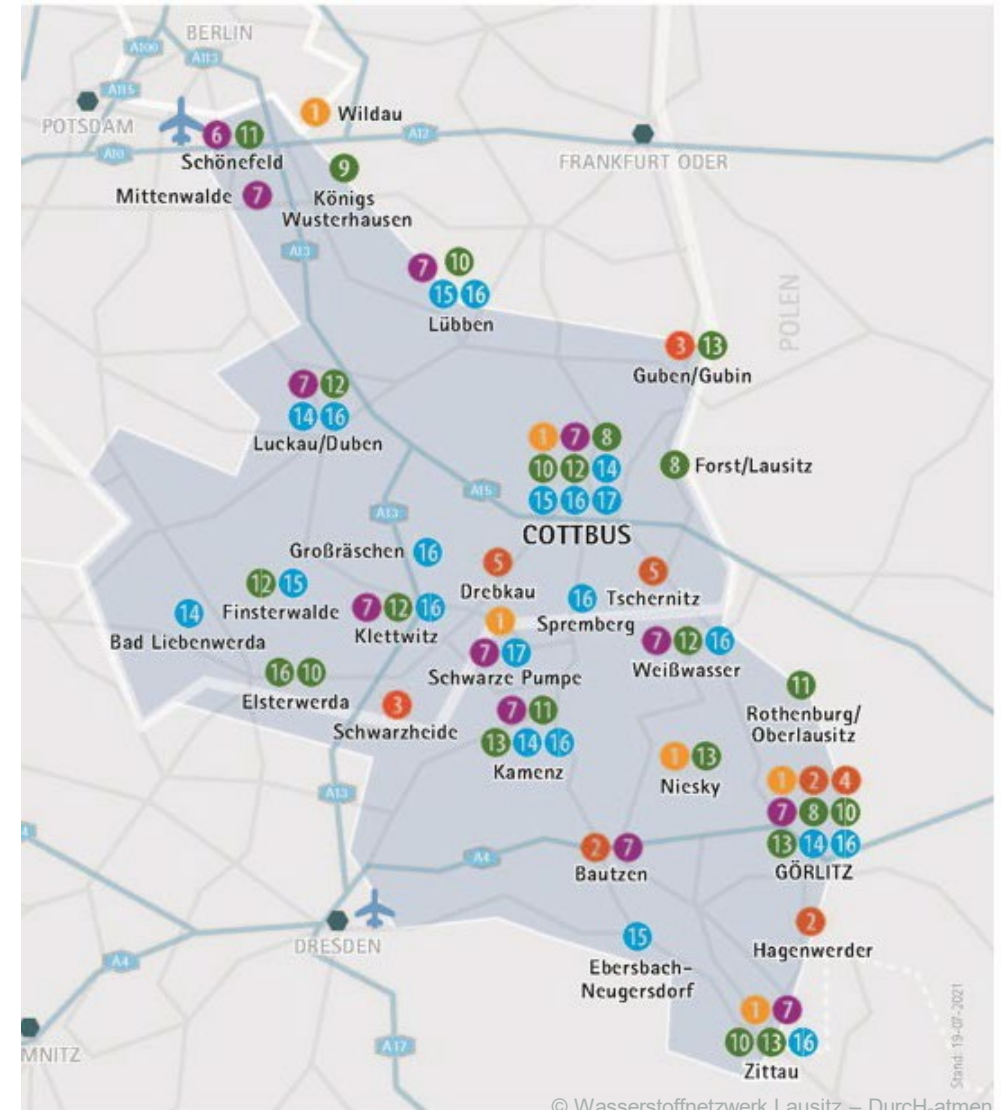 BERLIN
A100
A113
A115
POTSDAM
1 Wildau
A12
6 11
Schönefeld
A10
FRANKFURT ODER
9
Königs
Wusterhausen
Mittenwalde 7
A13
7 10
15 16
Lübben
POLEN
3 13
Guben/Gubin
7 12
14 16
Luckau/Duben
1 7 8
10 12 14
15 16 17
COTTBUS
8 Forst/Lausitz
A15
A13
Großräschen 16
5
Drebkau
5
Tschernitz
12 15
Finsterwalde
14
Bad Liebenwerda
7 12 16
Klettwitz
16
Spremberg
1
7 17
Schwarze Pumpe
7 12 16
Weißwasser
16 10
Elsterwerda
3
Schwarzheide
11
Rothenburg/
Oberlausitz
7 11
13 14 16
Kamenz
1 13
Niesky
1 2 4
7 8 10
13 14 16
GÖRLITZ
A13
4
A4
2 7
Bautzen
DRESDEN
A4
15
Ebersbach-
Neugersdorf
2
Hagenwerder
1 7
10 13 16
Zittau
MNITZ
A17
Stand: 19-07-2021
© Wasserstoffnetzwerk Lausitz – DurcH-atmen